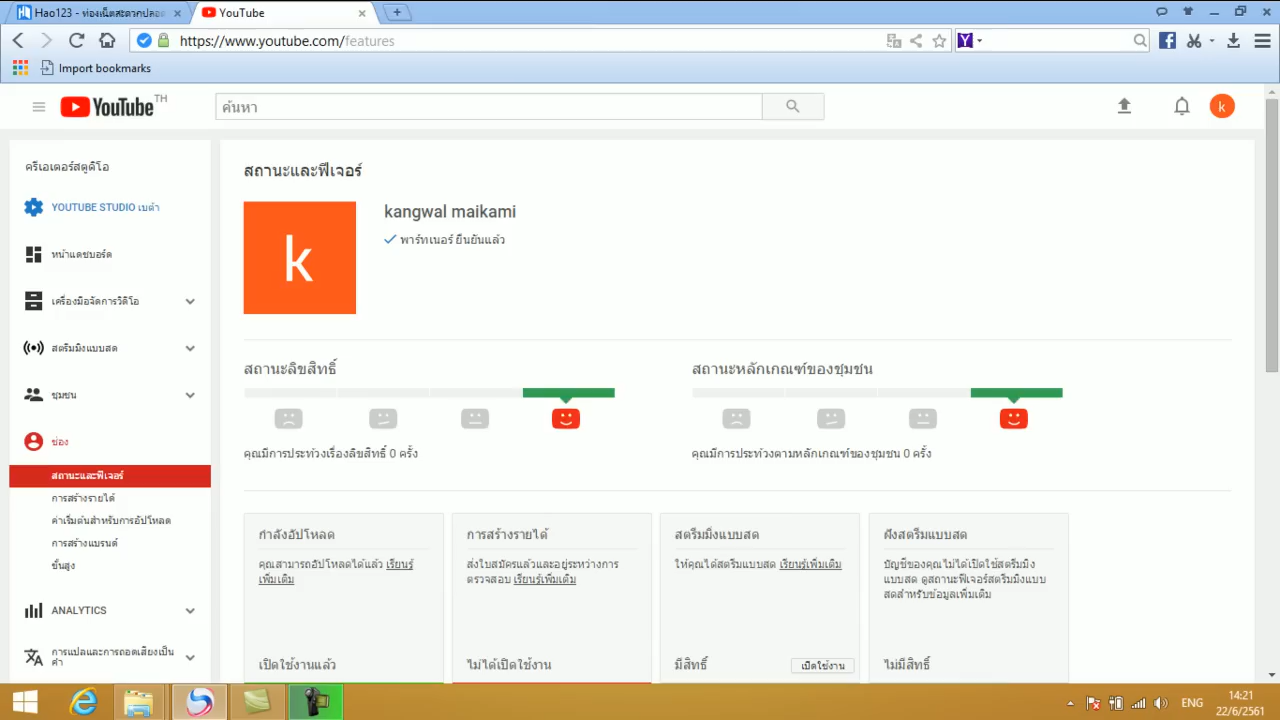 Hao123 - ท่องเน็ตสะดวกปลอด
YouTube
https://www.youtube.com/features
Import bookmarks
YouTube TH
ค้นหา
k
ครีเอเตอร์สตูดิโอ
YOUTUBE STUDIO เบต้า
หน้าแดชบอร์ด
เครื่องมือจัดการวิดีโอ
สตรีมมิงแบบสด
ชุมชน
ช่อง
สถานะและฟีเจอร์
การสร้างรายได้
ค่าเริ่มต้นสำหรับการอัปโหลด
การสร้างแบรนด์
ขั้นสูง
ANALYTICS
การแปลและการถอดเสียงเป็น
คำ
สถานะและฟีเจอร์
k
kangwal maikami
พาร์ทเนอร์ ยืนยันแล้ว
สถานะลิขสิทธิ์
คุณมีการประท้วงเรื่องลิขสิทธิ์ 0 ครั้ง
สถานะหลักเกณฑ์ของชุมชน
คุณมีการประท้วงตามหลักเกณฑ์ของชุมชน 0 ครั้ง
กำลังอัปโหลด
คุณสามารถอัปโหลดได้แล้ว เรียนรู้
เพิ่มเติม
เปิดใช้งานแล้ว
การสร้างรายได้
ส่งใบสมัครแล้วและอยู่ระหว่างการ
ตรวจสอบ เรียนรู้เพิ่มเติม
ไม่ได้เปิดใช้งาน
สตรีมมิงแบบสด
ให้คุณได้สตรีมแบบสด เรียนรู้เพิ่มเติม
มีสิทธิ์
เปิดใช้งาน
ฝังสตรีมแบบสด
บัญชีของคุณไม่ได้เปิดใช้สตรีมมิง
แบบสด ดูสถานะฟีเจอร์สตรีมมิงแบบ
สดสำหรับข้อมูลเพิ่มเติม
ไม่มีสิทธิ์
ENG
14:21
22/6/2561